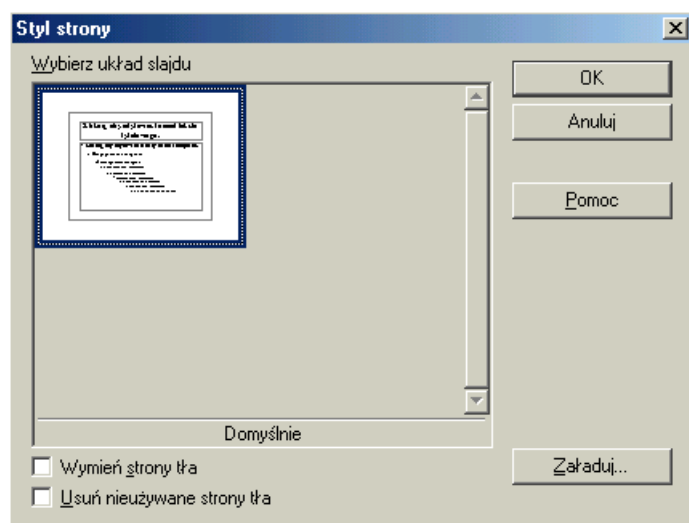 Styl strony
Wybierz układ slajdu
OK
Anuluj
Pomoc
Domyślnie
Wymień strony tła
Usuń nieużywane strony tła
Załaduj...